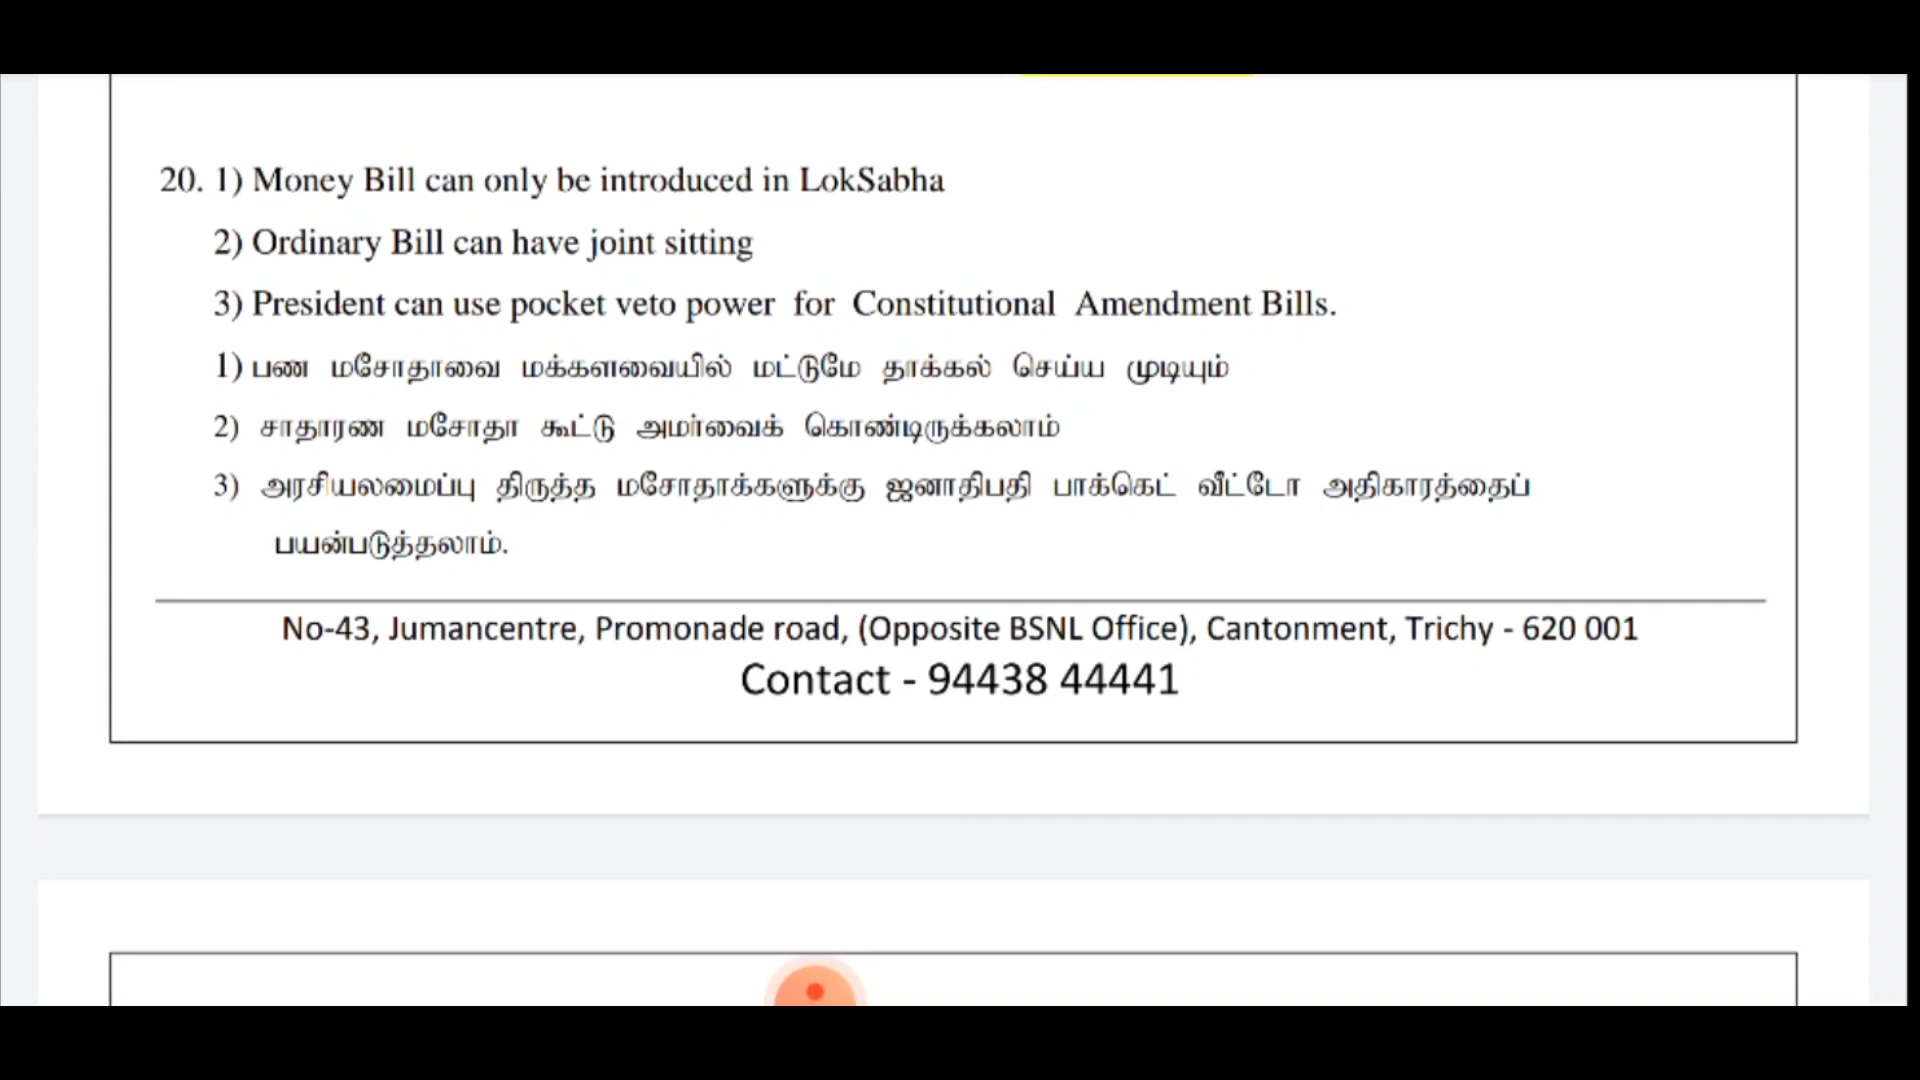 20. 1) Money Bill can only be introduced in LokSabha
2) Ordinary Bill can have joint sitting
3) President can use pocket veto power for Constitutional Amendment Bills.
1) பண மசோதாவை மக்களவையில் மட்டுமே தாக்கல் செய்ய முடியும்
2) சாதாரண மசோதா கூட்டு அமர்வைக் கொண்டிருக்கலாம்
3) அரசியலமைப்பு திருத்த மசோதாக்களுக்கு ஜனாதிபதி பாக்கெட் வீட்டோ அதிகாரத்தைப்
பயன்படுத்தலாம்.
No-43, Jumancentre, Promonade road, (Opposite BSNL Office), Cantonment, Trichy - 620 001
Contact - 94438 44441